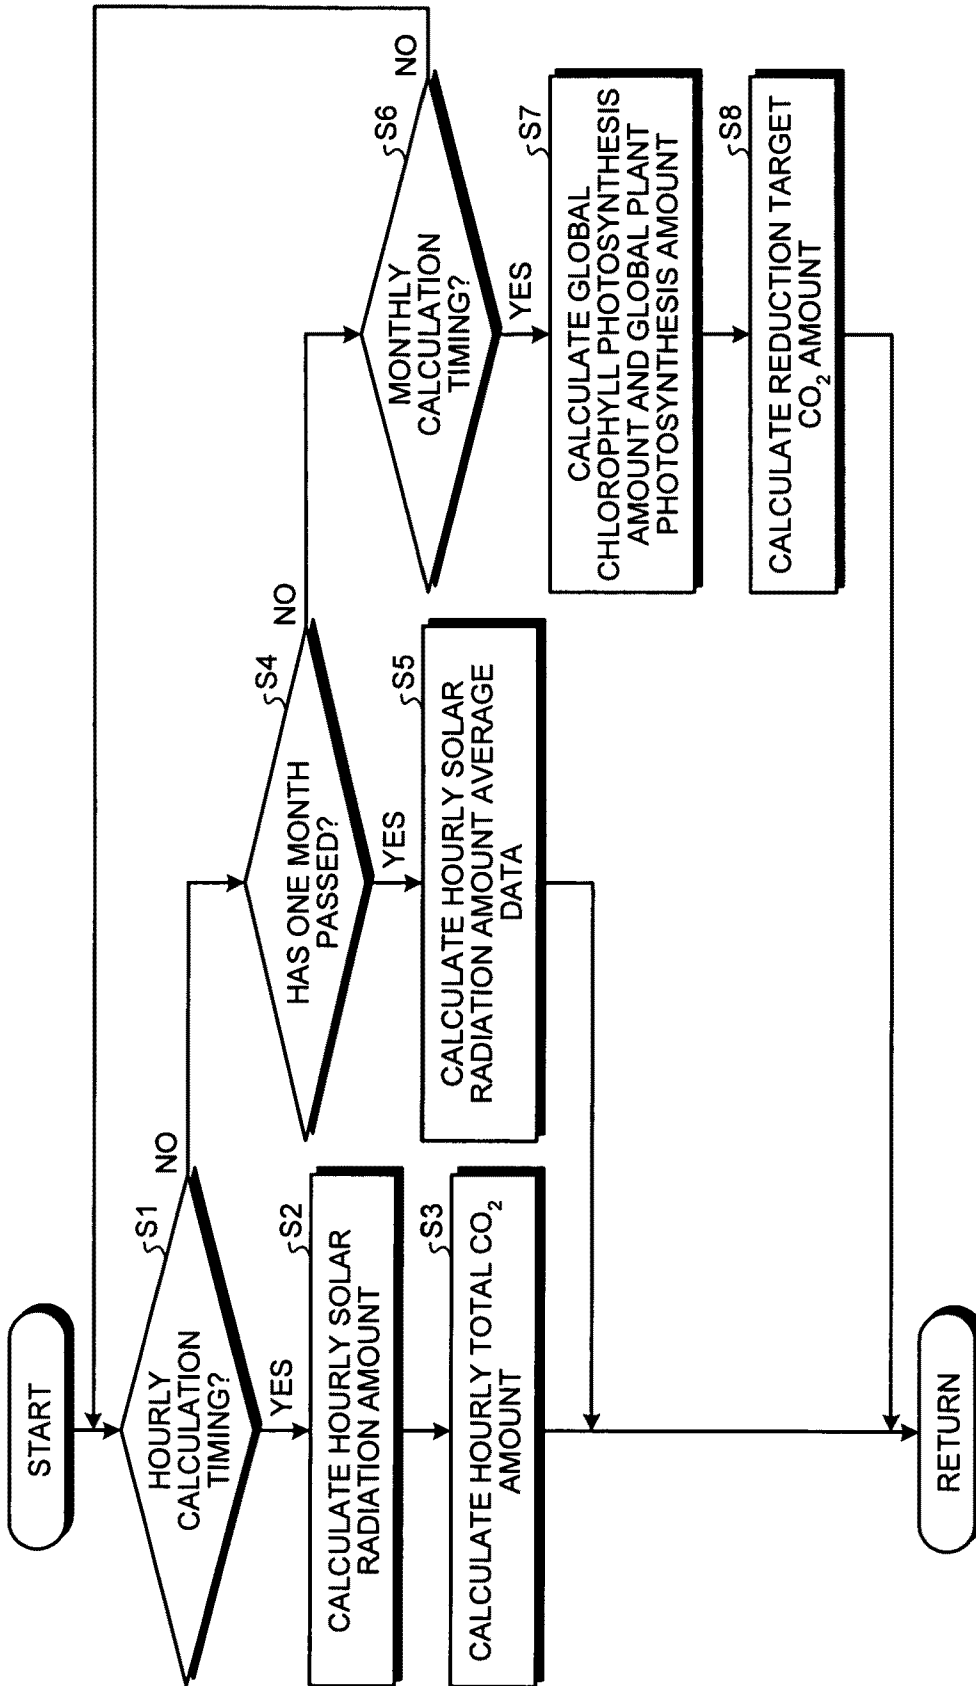 START
HOURLY
CALCULATION
TIMING?
S1
NO
YES
CALCULATE HOURLY SOLAR
RADIATION AMOUNT
S2
CALCULATE HOURLY TOTAL CO₂
AMOUNT
S3
HAS ONE MONTH
PASSED?
S4
NO
YES
CALCULATE HOURLY SOLAR
RADIATION AMOUNT AVERAGE
DATA
S5
MONTHLY
CALCULATION
TIMING?
S6
NO
YES
CALCULATE GLOBAL
CHLOROPHYLL PHOTOSYNTHESIS
AMOUNT AND GLOBAL PLANT
PHOTOSYNTHESIS AMOUNT
S7
CALCULATE REDUCTION TARGET
CO₂ AMOUNT
S8
RETURN